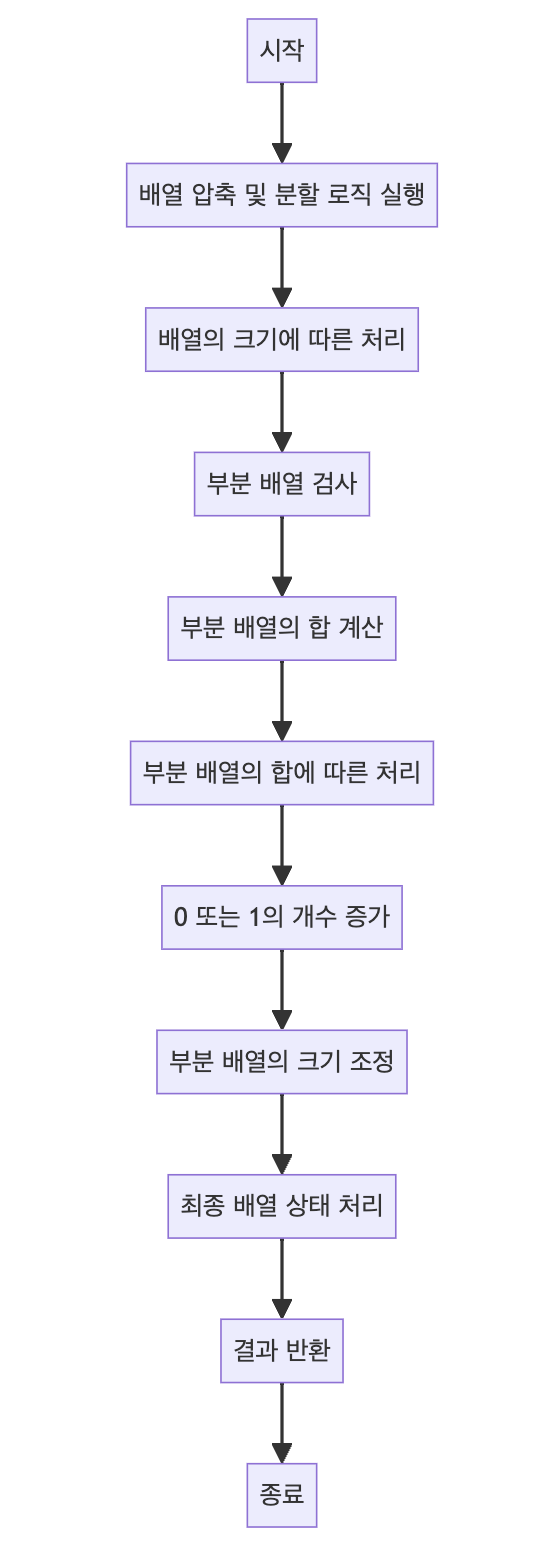 시작
배열 압축 및 분할 로직 실행
배열의 크기에 따른 처리
부분 배열 검사
부분 배열의 합 계산
부분 배열의 합에 따른 처리
0 또는 1의 개수 증가
부분 배열의 크기 조정
최종 배열 상태 처리
결과 반환
종료